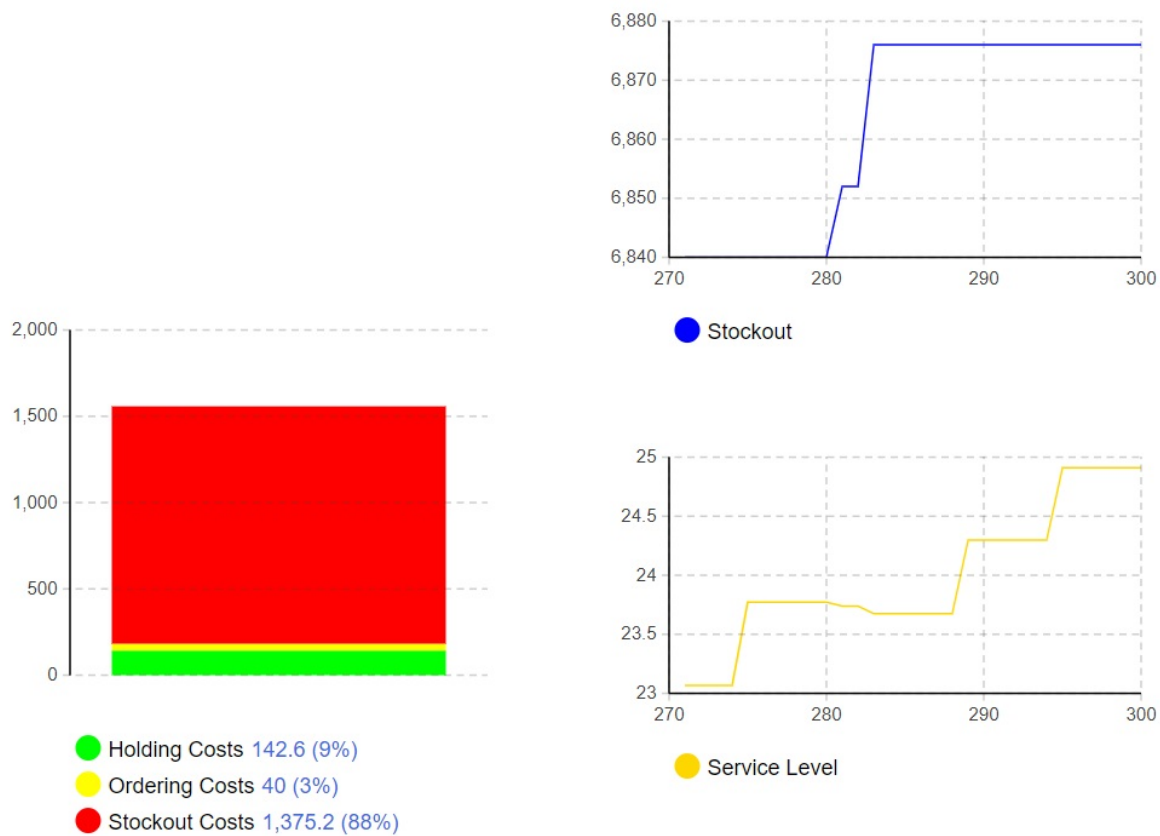 6,880
6,870
6,860
6,850
6,840
270 280 290 300
Stockout
2,000
1,500
1,000
500
0
Holding Costs 142.6 (9%)
Ordering Costs 40 (3%)
Stockout Costs 1,375.2 (88%)
25
24.5
24
23.5
23
270 280 290 300
Service Level